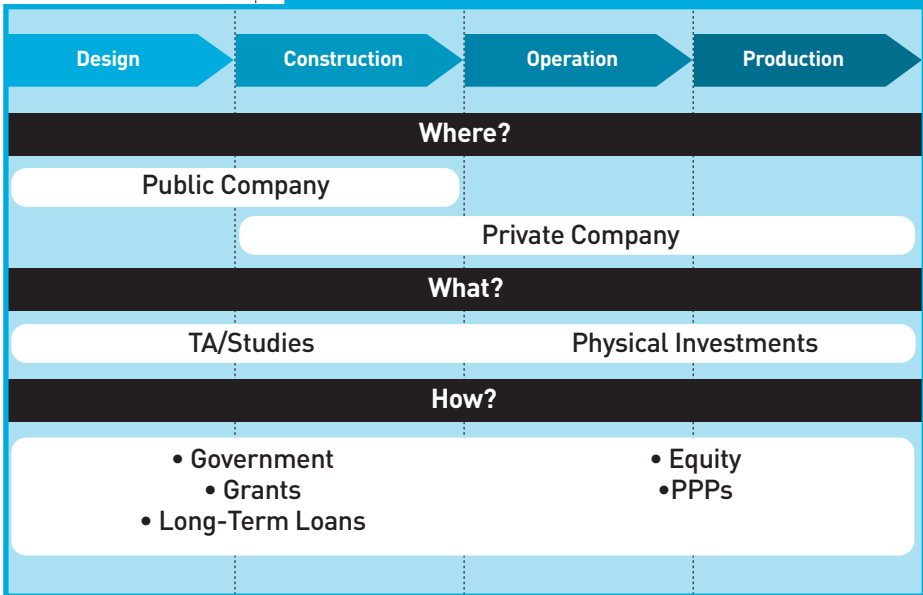 Design
Construction
Operation
Production
Where?
Public Company
Private Company
What?
TA/Studies
Physical Investments
How?
• Government
• Grants
• Long-Term Loans
• Equity
•PPPs